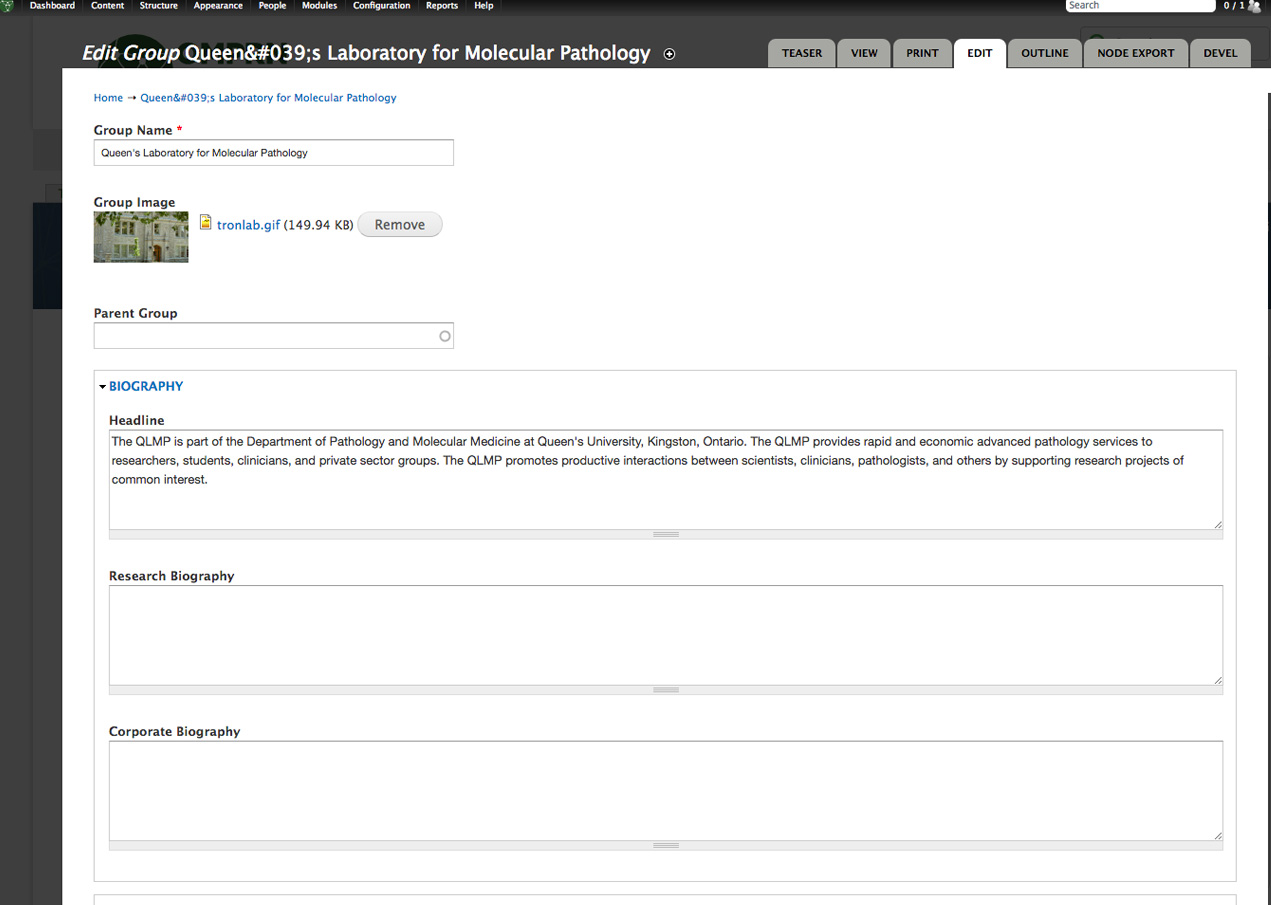 Dashboard Content Structure Appearance People Modules Configuration Reports Help Search 0 / 1
Edit Group Queen&#039;s Laboratory for Molecular Pathology
TEASER VIEW PRINT EDIT OUTLINE NODE EXPORT DEVEL
Home → Queen&#039;s Laboratory for Molecular Pathology
Group Name *
Queen's Laboratory for Molecular Pathology
Group Image
tronlab.gif (149.94 KB) Remove
Parent Group
BIOGRAPHY
Headline
The QLMP is part of the Department of Pathology and Molecular Medicine at Queen's University, Kingston, Ontario. The QLMP provides rapid and economic advanced pathology services to
researchers, students, clinicians, and private sector groups. The QLMP promotes productive interactions between scientists, clinicians, pathologists, and others by supporting research projects of
common interest.
Research Biography
Corporate Biography